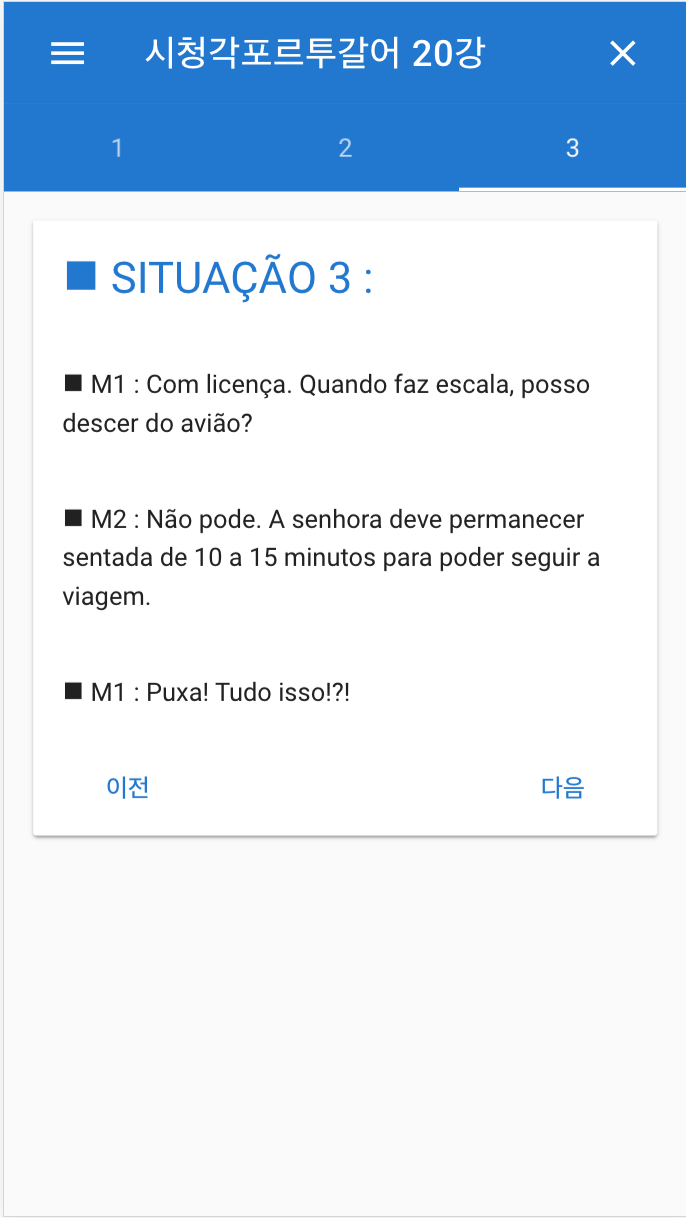 시청각포르투갈어 20강
1 2 3
■ SITUAÇÃO 3 :
■ M1 : Com licença. Quando faz escala, posso
descer do avião?
■ M2 : Não pode. A senhora deve permanecer
sentada de 10 a 15 minutos para poder seguir a
viagem.
■ M1 : Puxa! Tudo isso!?!
이전 다음